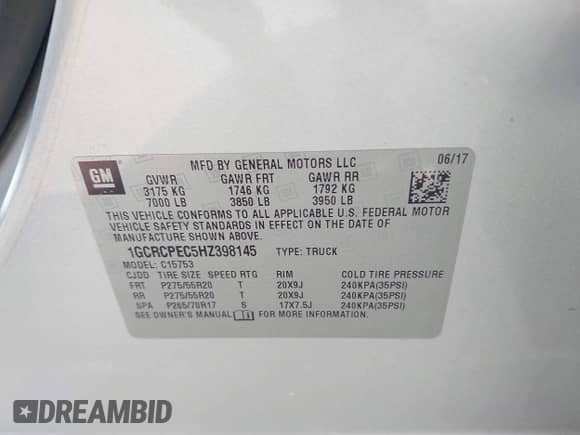 MFD BY GENERAL MOTORS LLC 06/17
GM GVWR GAWR FRT GAWR RR
3175 KG 1746 KG 1792 KG
7000 LB 3850 LB 3950 LB
THIS VEHICLE CONFORMS TO ALL APPLICABLE U.S. FEDERAL MOTOR
VEHICLE SAFETY STANDARDS IN EFFECT ON THE DATE OF
MANUFACTURE SHOWN ABOVE.
1GCRCPEC5HZ398145 TYPE: TRUCK
MODEL: C15753
CJDD TIRE SIZE SPEED RTG RIM COLD TIRE PRESSURE
FRT P275/55R20 T 20X9J 240KPA(35PSI)
RR P275/55R20 T 20X9J 240KPA(35PSI)
SPA P265/70R17 S 17X7.5J 240KPA(35PSI)
SEE OWNER'S MANUAL FOR MORE INFORMATION.
DREAMBID